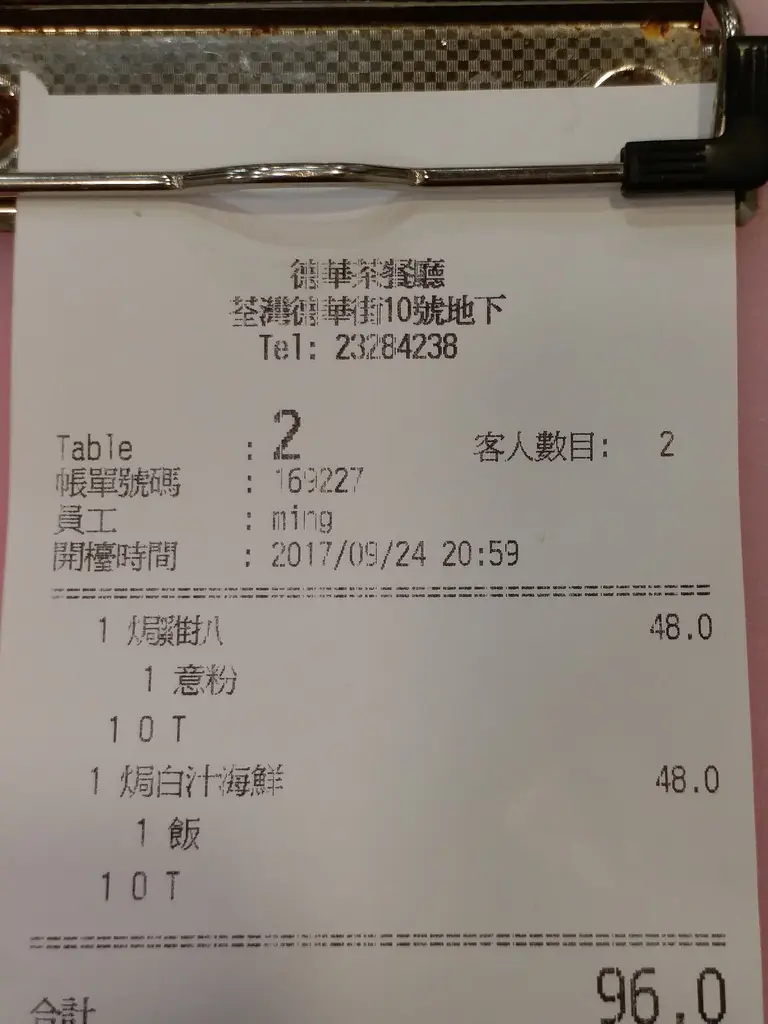 德華茶餐廳
荃灣德華街10號地下
Tel: 23284238
Table : 2 客人數目: 2
帳單號碼 : 169227
員工 : ming
開檯時間 : 2017/09/24 20:59
1 焗雞扒 48.0
1 意粉
1 0 T
1 焗白汁海鮮 48.0
1 飯
1 0 T
合計 96.0